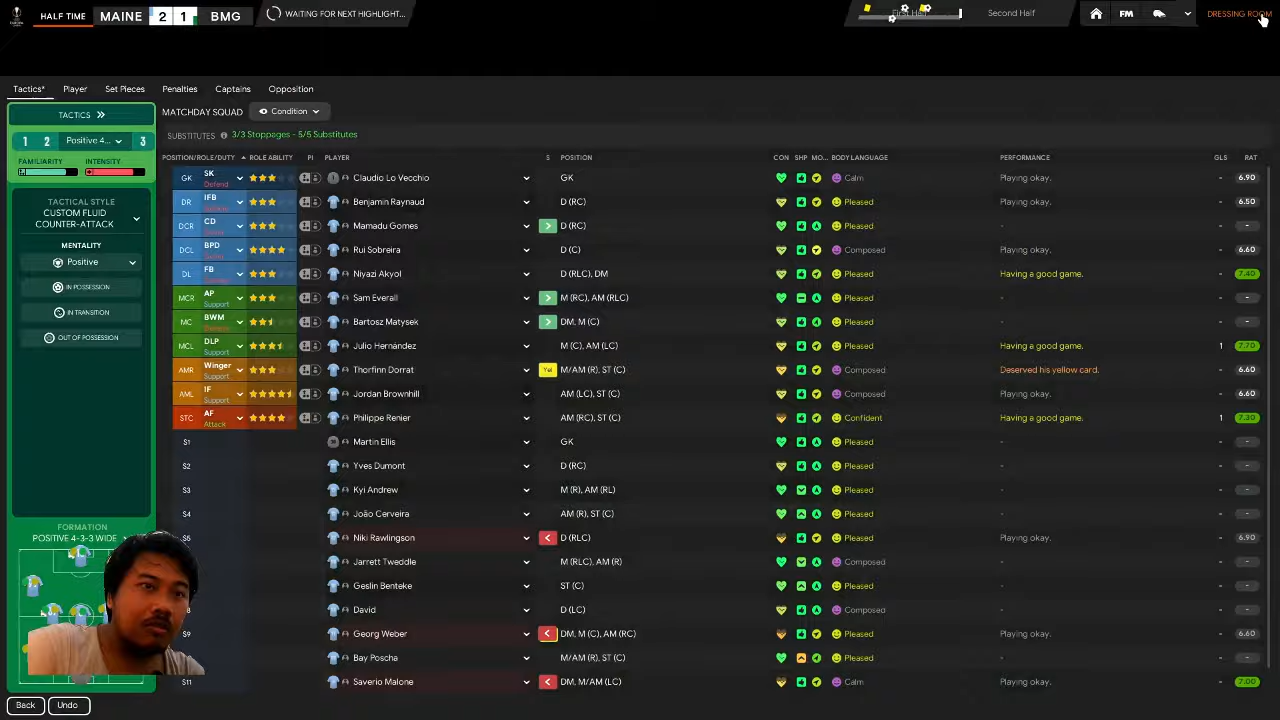 HALF TIME MAINE 2 1 BMG WAITING FOR NEXT HIGHLIGHT... First Half Second Half FM DRESSING ROOM
Tactics* Player Set Pieces Penalties Captains Opposition
TACTICS
MATCHDAY SQUAD Condition
1 2 Positive 4... 3
SUBSTITUTES 3/3 Stoppages - 5/5 Substitutes
FAMILIARITY INTENSITY
POSITION/ROLE/DUTY ROLE ABILITY PI PLAYER S POSITION CON SHP MO... BODY LANGUAGE PERFORMANCE GLS RAT
GK SK Defend Claudio Lo Vecchio GK Calm Playing okay. - 6.90
DR IFB Benjamin Raynaud D (RC) Pleased Playing okay. - 6.50
DCR CD Mamadu Gomes D (RC) Pleased - - -
DCL BPD Rui Sobreira D (C) Composed Playing okay. - 6.60
DL FB Niyazi Akyol D (RLC), DM Pleased Having a good game. - 7.40
MCR AP Support Sam Everall M (RC), AM (RLC) Pleased - - -
MC BWM Bartosz Matysek DM, M (C) Pleased - - -
MCL DLP Support Julio Hernández M (C), AM (LC) Pleased Having a good game. 1 7.70
AMR Winger Support Thorfinn Dorrat Yel M/AM (R), ST (C) Composed Deserved his yellow card. - 6.60
AML IF Support Jordan Brownhill AM (LC), ST (C) Composed Playing okay. - 6.60
STC AF Attack Philippe Renier AM (RC), ST (C) Confident Having a good game. 1 7.30
S1 Martin Ellis GK Pleased - - -
S2 Yves Dumont D (RC) Pleased - - -
S3 Kyi Andrew M (R), AM (RL) Pleased - - -
S4 João Cerveira AM (R), ST (C) Pleased - - -
S5 Niki Rawlingson D (RLC) Pleased Playing okay. - 6.90
Jarrett Tweddle M (RLC), AM (R) Composed - - -
Geslin Benteke ST (C) Pleased - - -
8 David D (LC) Composed - - -
S9 Georg Weber DM, M (C), AM (RC) Pleased Playing okay. - 6.60
Bay Poscha M/AM (R), ST (C) Pleased - - -
S11 Saverio Malone DM, M/AM (LC) Calm Playing okay. - 7.00
TACTICAL STYLE
CUSTOM FLUID
COUNTER-ATTACK
MENTALITY
Positive
IN POSSESSION
IN TRANSITION
OUT OF POSSESSION
FORMATION
POSITIVE 4-3-3 WIDE
Back Undo